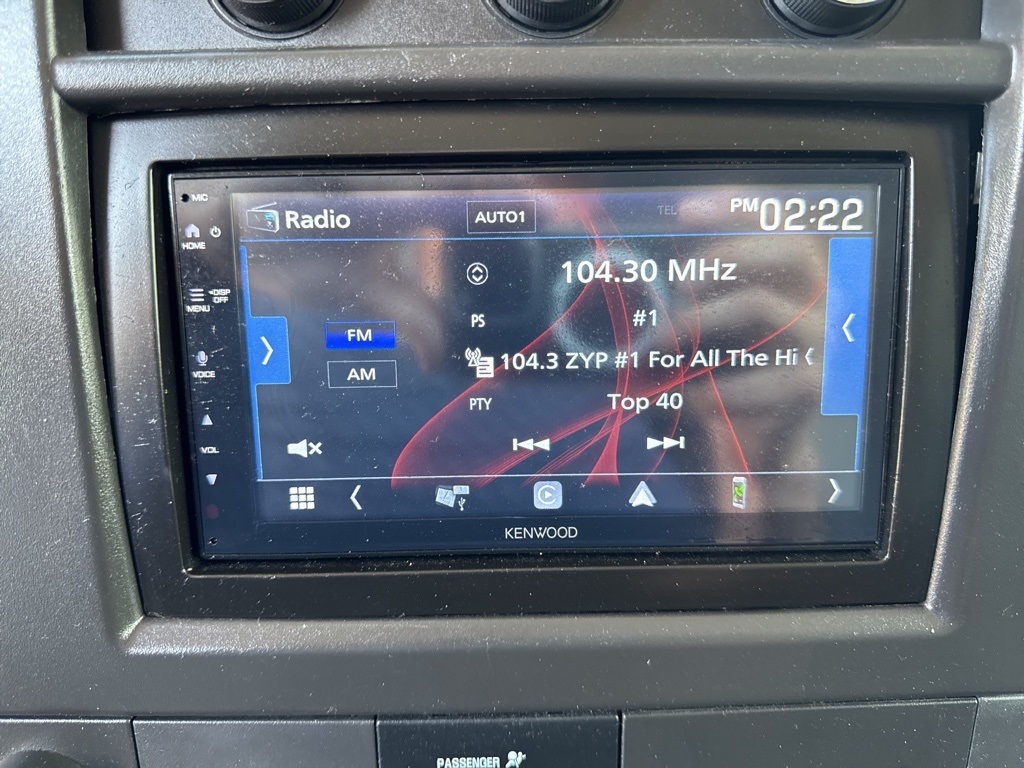 MIC
Radio
AUTO1
TEL
PM 02:22
HOME
DISP
OFF
MENU
VOICE
VOL
104.30 MHz
PS
#1
FM
104.3 ZYP #1 For All The Hi
AM
PTY
Top 40
KENWOOD
PASSENGER